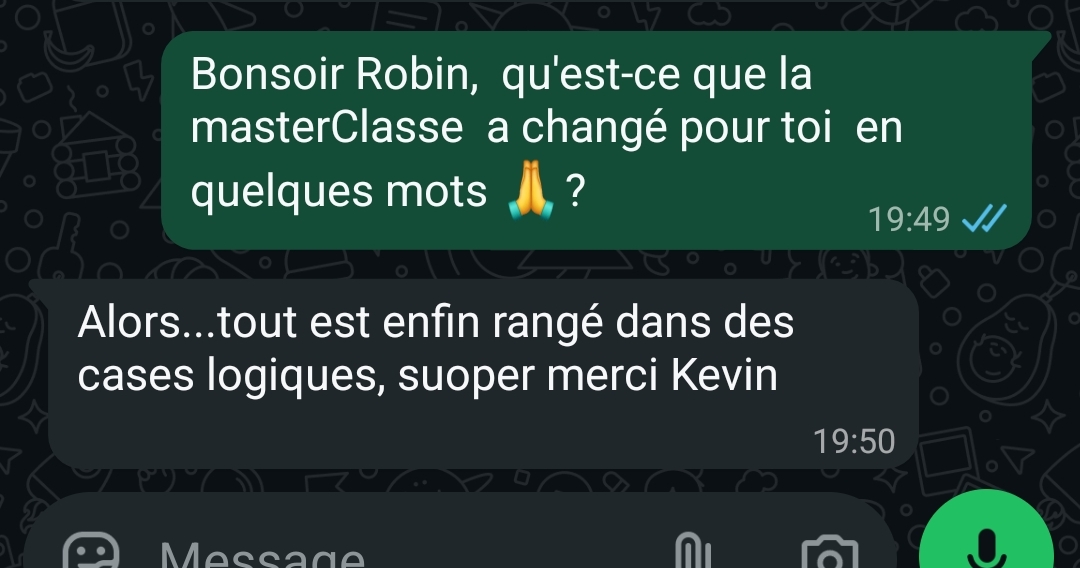 Bonsoir Robin,  qu'est-ce que la
masterClasse  a changé pour toi  en
quelques mots 🙏 ?
19:49
Alors...tout est enfin rangé dans des
cases logiques, suoper merci Kevin
19:50
Message